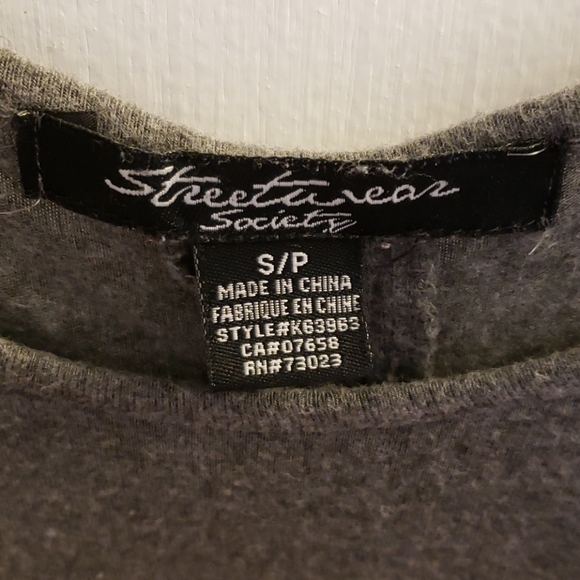 Streetwear
Society
S/P
MADE IN CHINA
FABRIQUE EN CHINE
STYLE#K63963
CA#07658
RN#73023